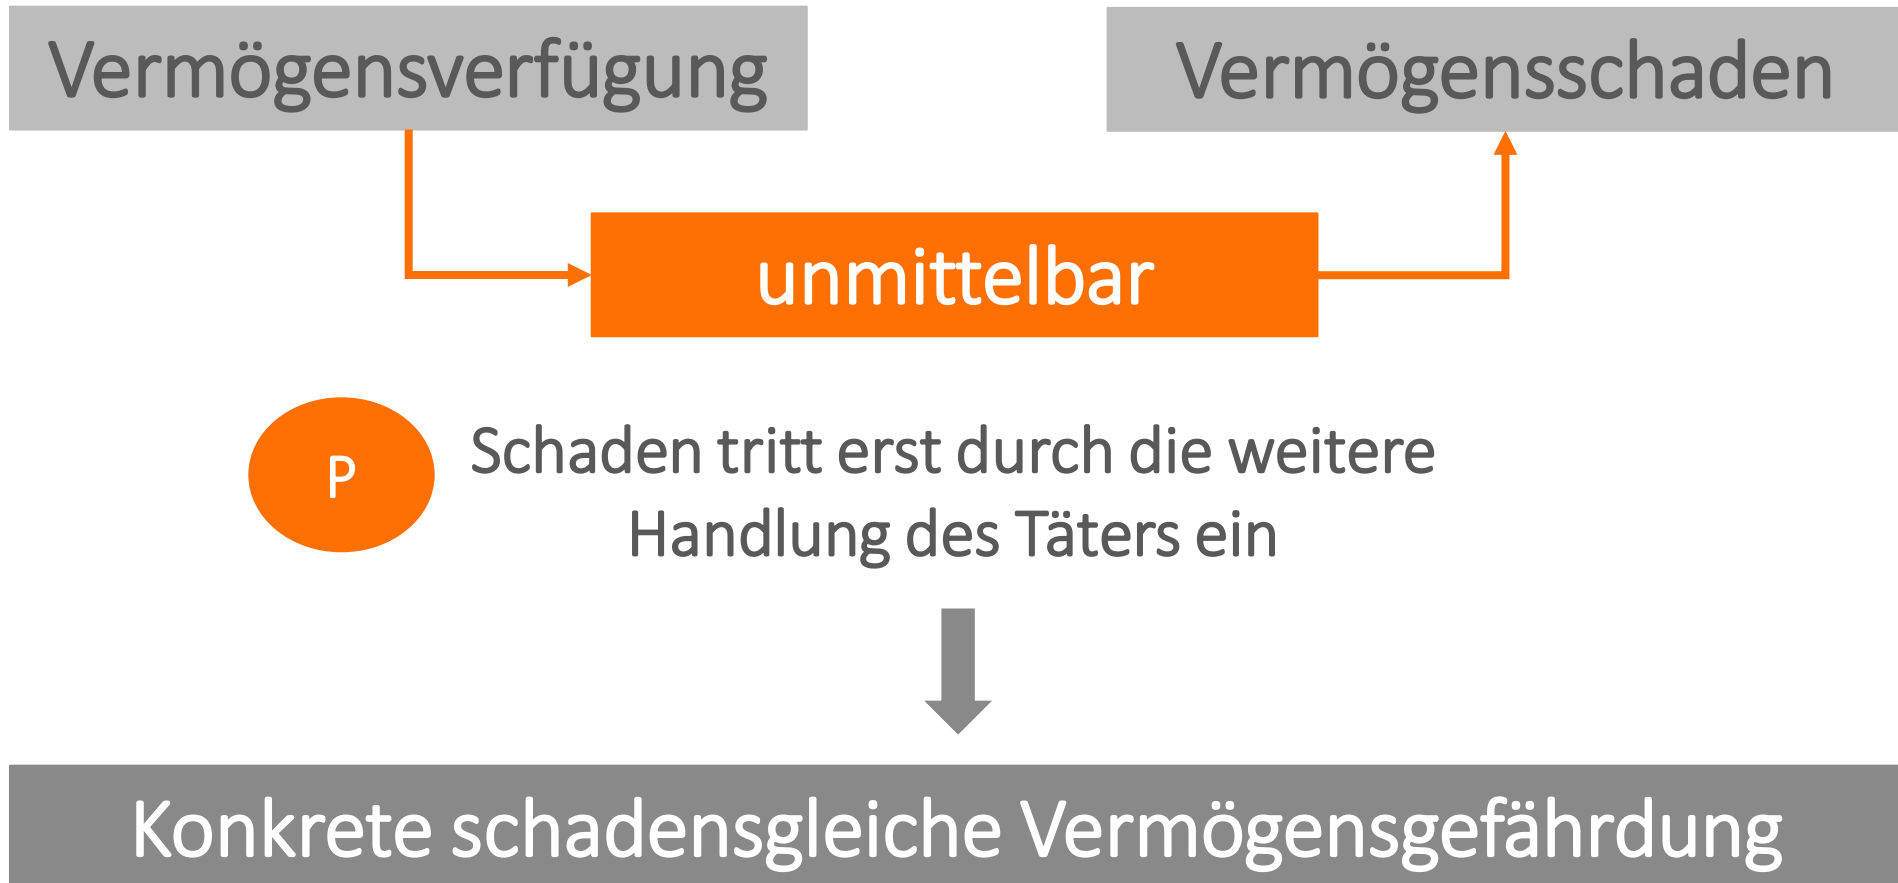 Vermögensverfügung
Vermögensschaden
unmittelbar
P
Schaden tritt erst durch die weitere
Handlung des Täters ein
Konkrete schadensgleiche Vermögensgefährdung